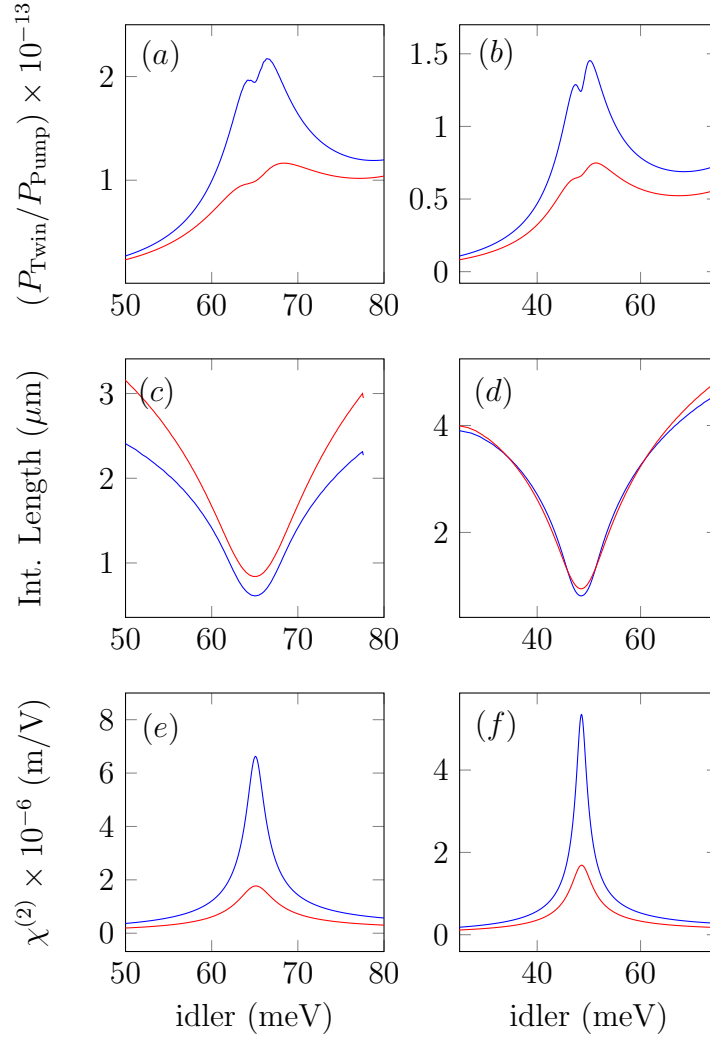 (P_Twin/P_Pump) × 10^−13
(a)
2
1
50 60 70 80
(b)
1.5
1
0.5
0
40 60
Int. Length (μm)
(c)
3
2
1
50 60 70 80
(d)
4
2
40 60
χ^(2) × 10^−6 (m/V)
(e)
8
6
4
2
0
50 60 70 80
idler (meV)
(f)
4
2
0
40 60
idler (meV)